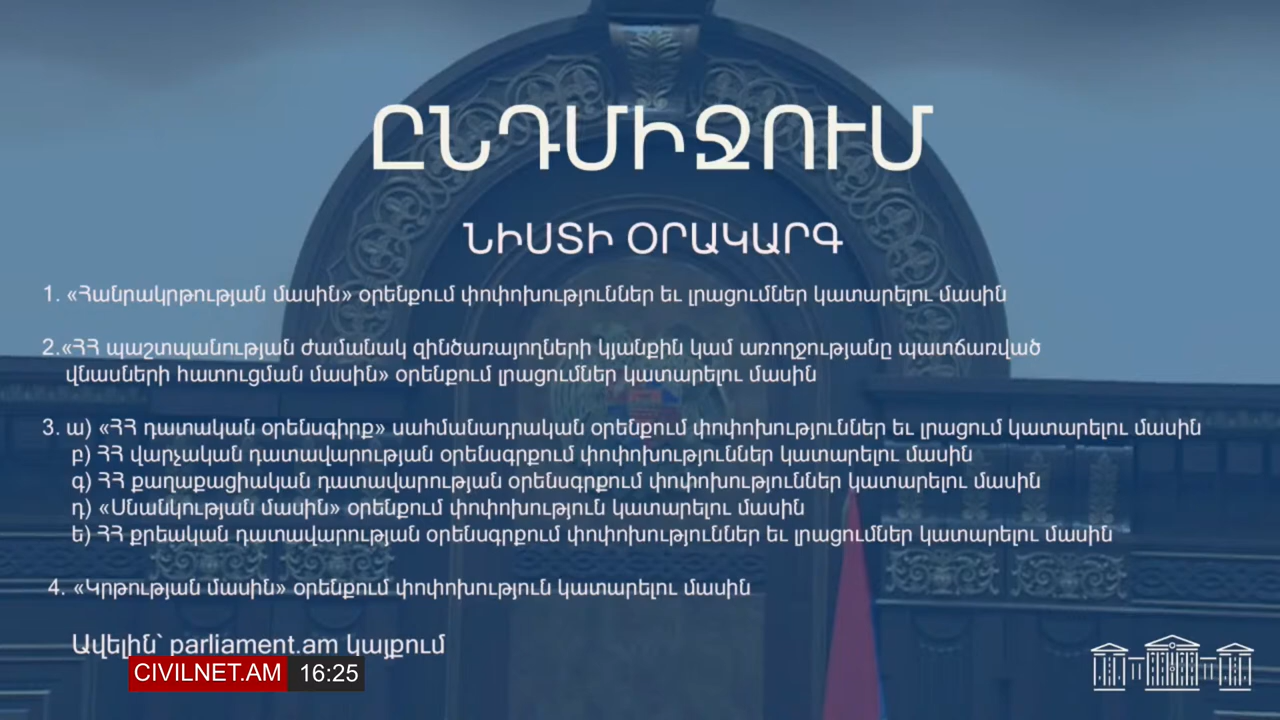 ԸՆԴՄԻՋՈՒՄ
ՆԻՍՏԻ ՕՐԱԿԱՐԳ
1. «Հանրակրթության մասին» օրենքում փոփոխություններ եւ լրացումներ կատարելու մասին
2.«ՀՀ պաշտպանության ժամանակ զինծառայողների կյանքին կամ առողջությանը պատճառված
վնասների հատուցման մասին» օրենքում լրացումներ կատարելու մասին
3. ա) «ՀՀ դատական օրենսգիրք» սահմանադրական օրենքում փոփոխություններ եւ լրացում կատարելու մասին
բ) ՀՀ վարչական դատավարության օրենսգրքում փոփոխություններ կատարելու մասին
գ) ՀՀ քաղաքացիական դատավարության օրենսգրքում փոփոխություններ կատարելու մասին
դ) «Սնանկության մասին» օրենքում փոփոխություն կատարելու մասին
ե) ՀՀ քրեական դատավարության օրենսգրքում փոփոխություններ եւ լրացումներ կատարելու մասին
4. «Կրթության մասին» օրենքում փոփոխություն կատարելու մասին
Ավելին՝ parliament.am կայքում
CIVILNET.AM 16:25